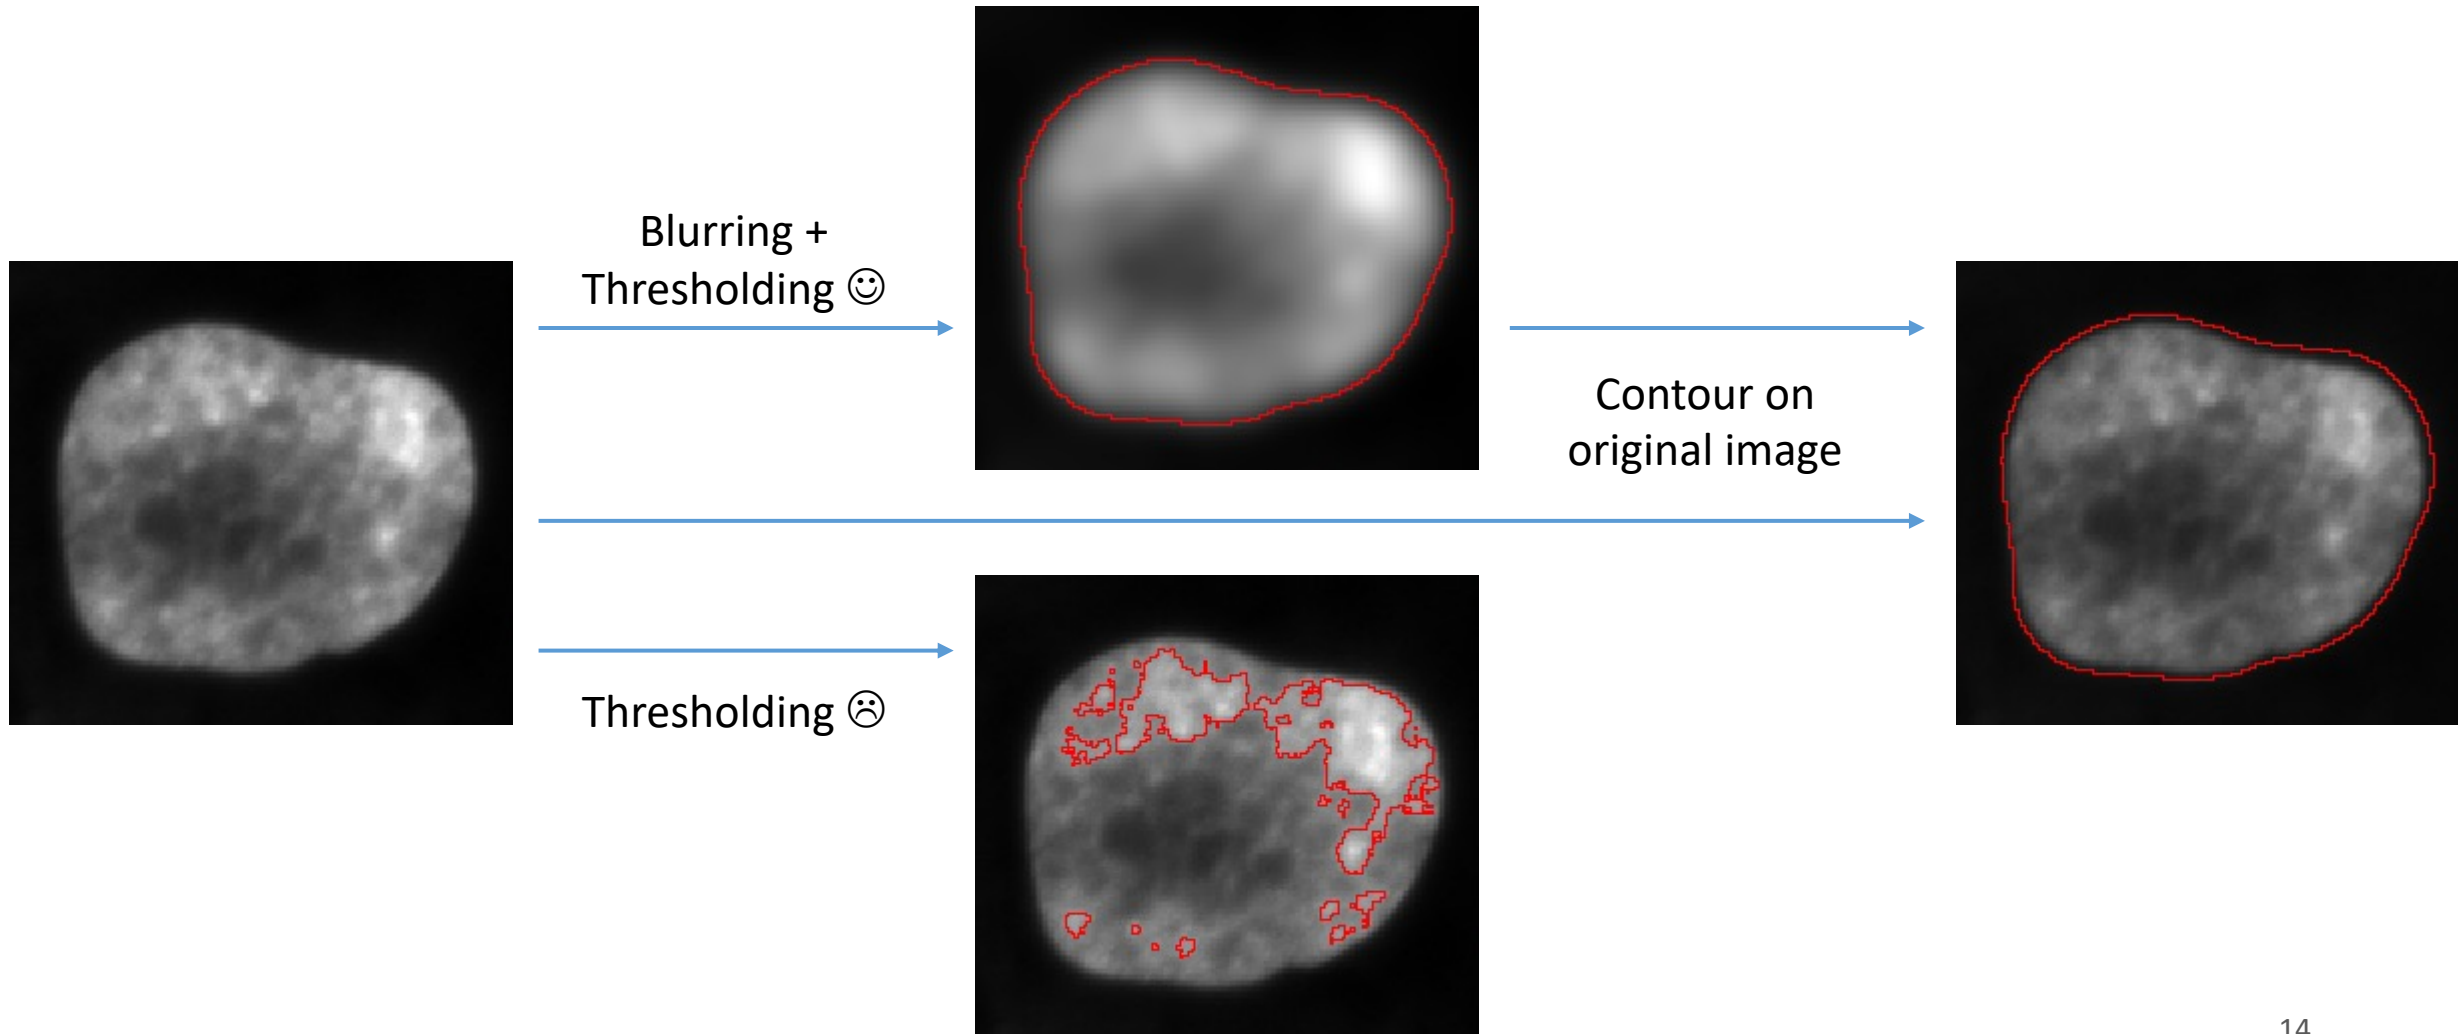 Blurring +
Thresholding ☺
Contour on
original image
Thresholding ☹
14